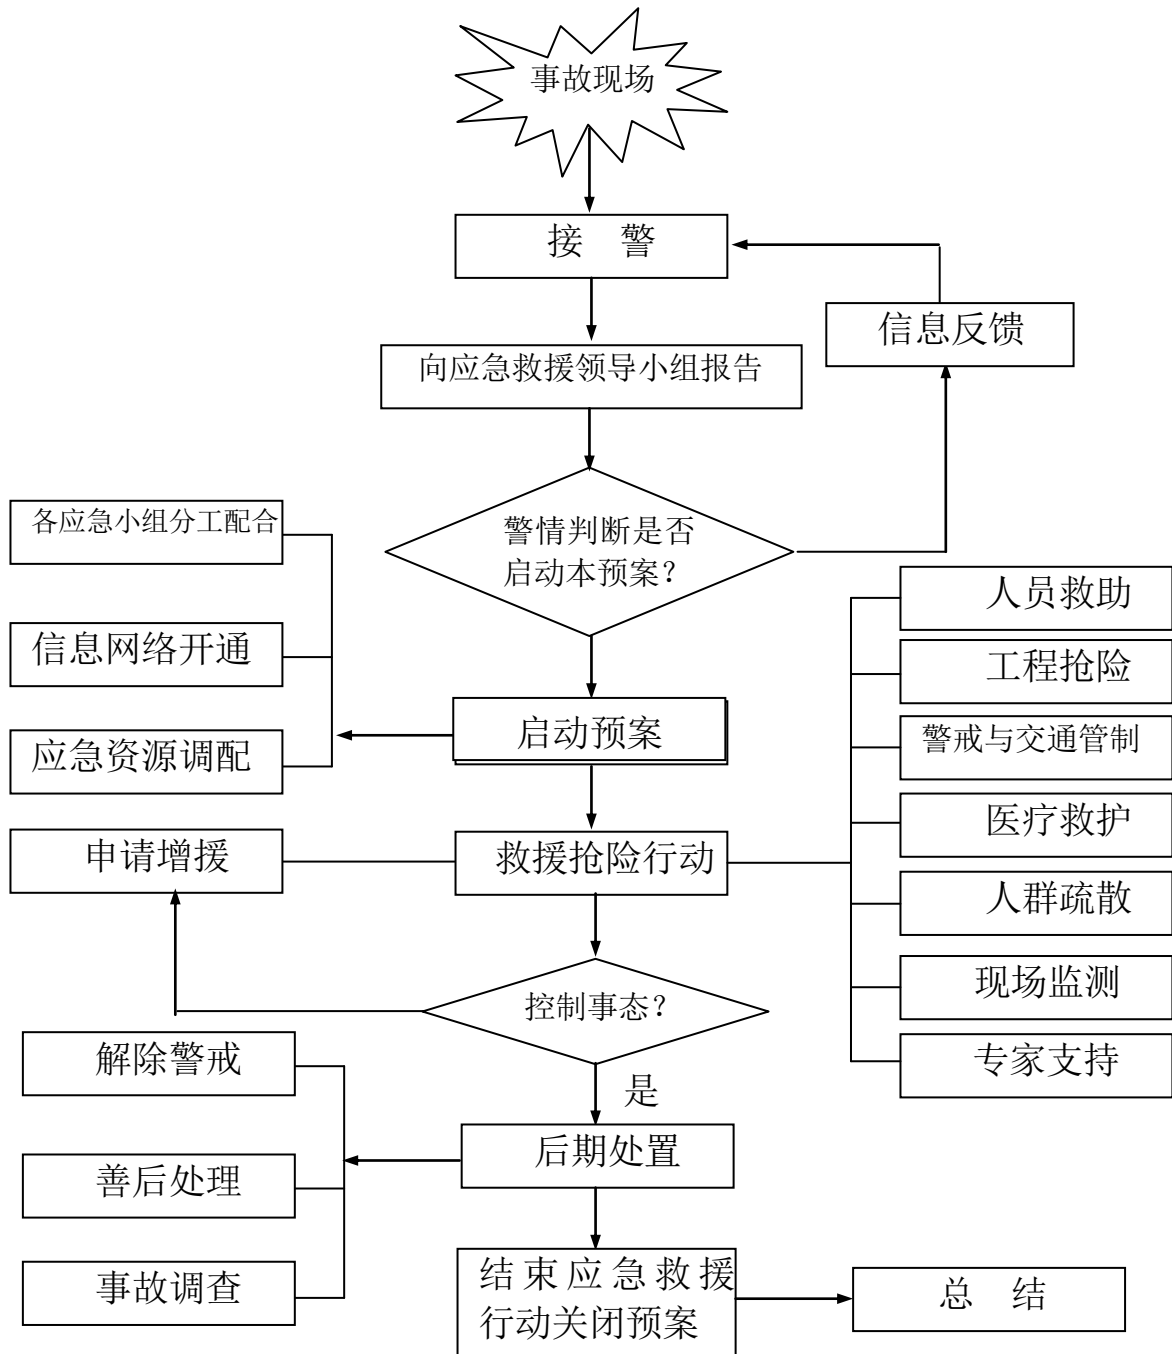 事故现场
接　警
信息反馈
向应急救援领导小组报告
各应急小组分工配合
警情判断是否
启动本预案？
人员救助
信息网络开通
工程抢险
启动预案
警戒与交通管制
应急资源调配
医疗救护
申请增援
救援抢险行动
人群疏散
现场监测
控制事态？
解除警戒
专家支持
是
后期处置
善后处理
结束应急救援
行动关闭预案
事故调查
总　结